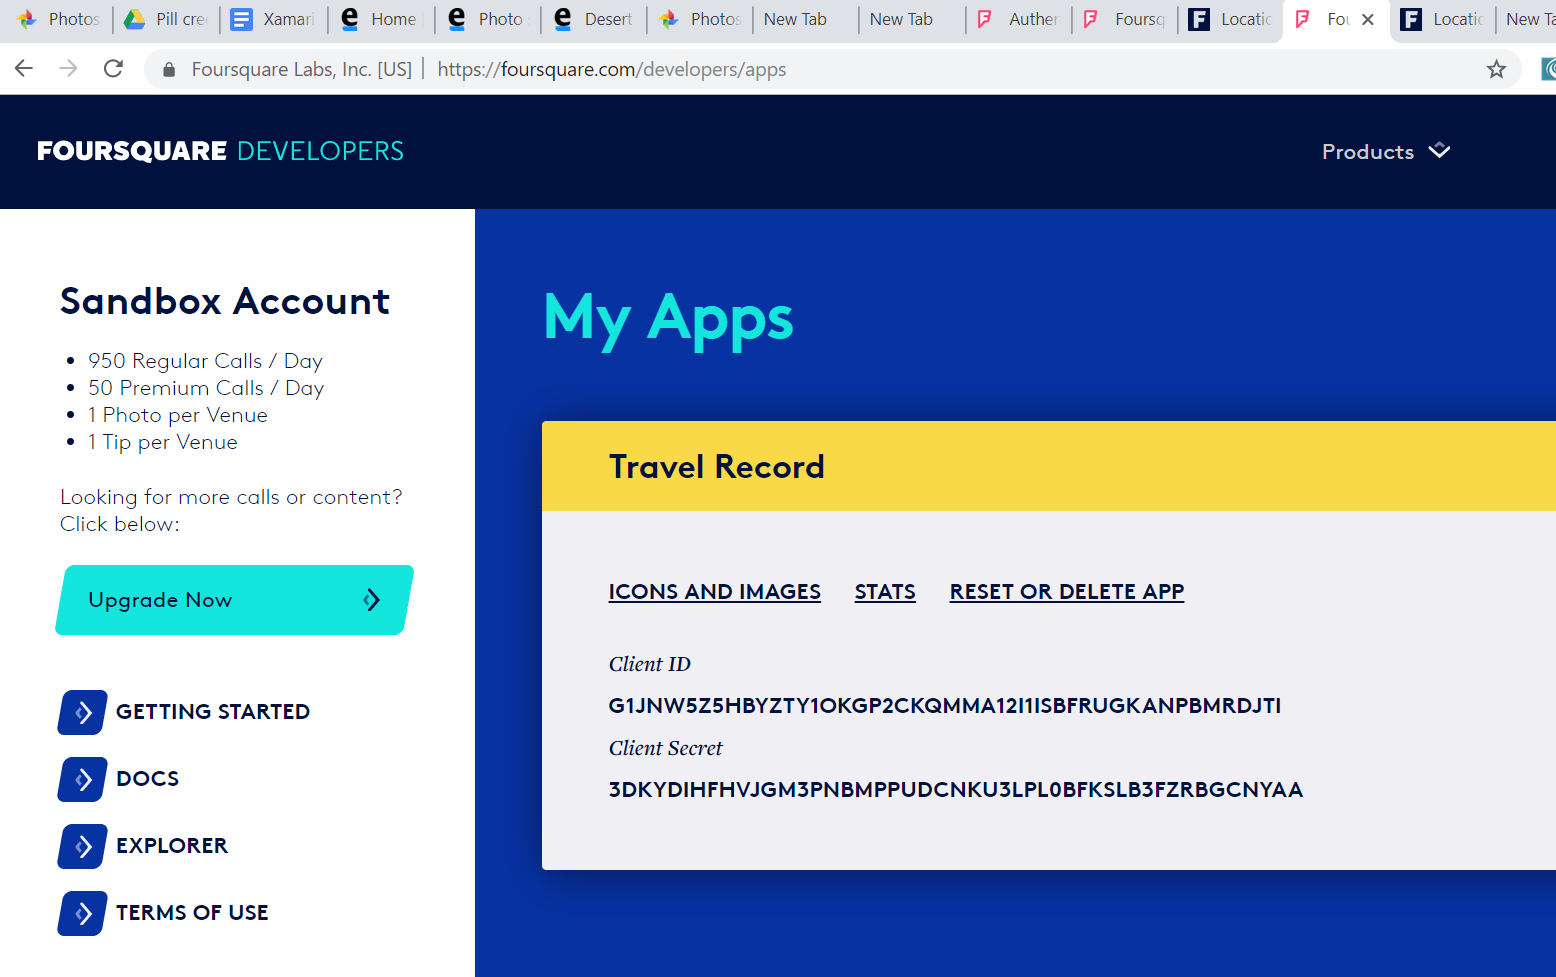 Photos
Pill cre
Xamari
Home
Photo
Desert
Photos
New Tab
New Tab
Auther
Foursq
Locatic
Fou
Locatic
New Ta
Foursquare Labs, Inc. [US] | https://foursquare.com/developers/apps
FOURSQUARE DEVELOPERS
Products
Sandbox Account
950 Regular Calls / Day
50 Premium Calls / Day
1 Photo per Venue
1 Tip per Venue
Looking for more calls or content?
Click below:
Upgrade Now
GETTING STARTED
DOCS
EXPLORER
TERMS OF USE
My Apps
Travel Record
ICONS AND IMAGES STATS RESET OR DELETE APP
Client ID
G1JNW5Z5HBYZTY1OKGP2CKQMMA12I1ISBFRUGKANPBMRDJTI
Client Secret
3DKYDIHFHVJGM3PNBMPPUDCNKU3LPL0BFKSLB3FZRBGCNYAA